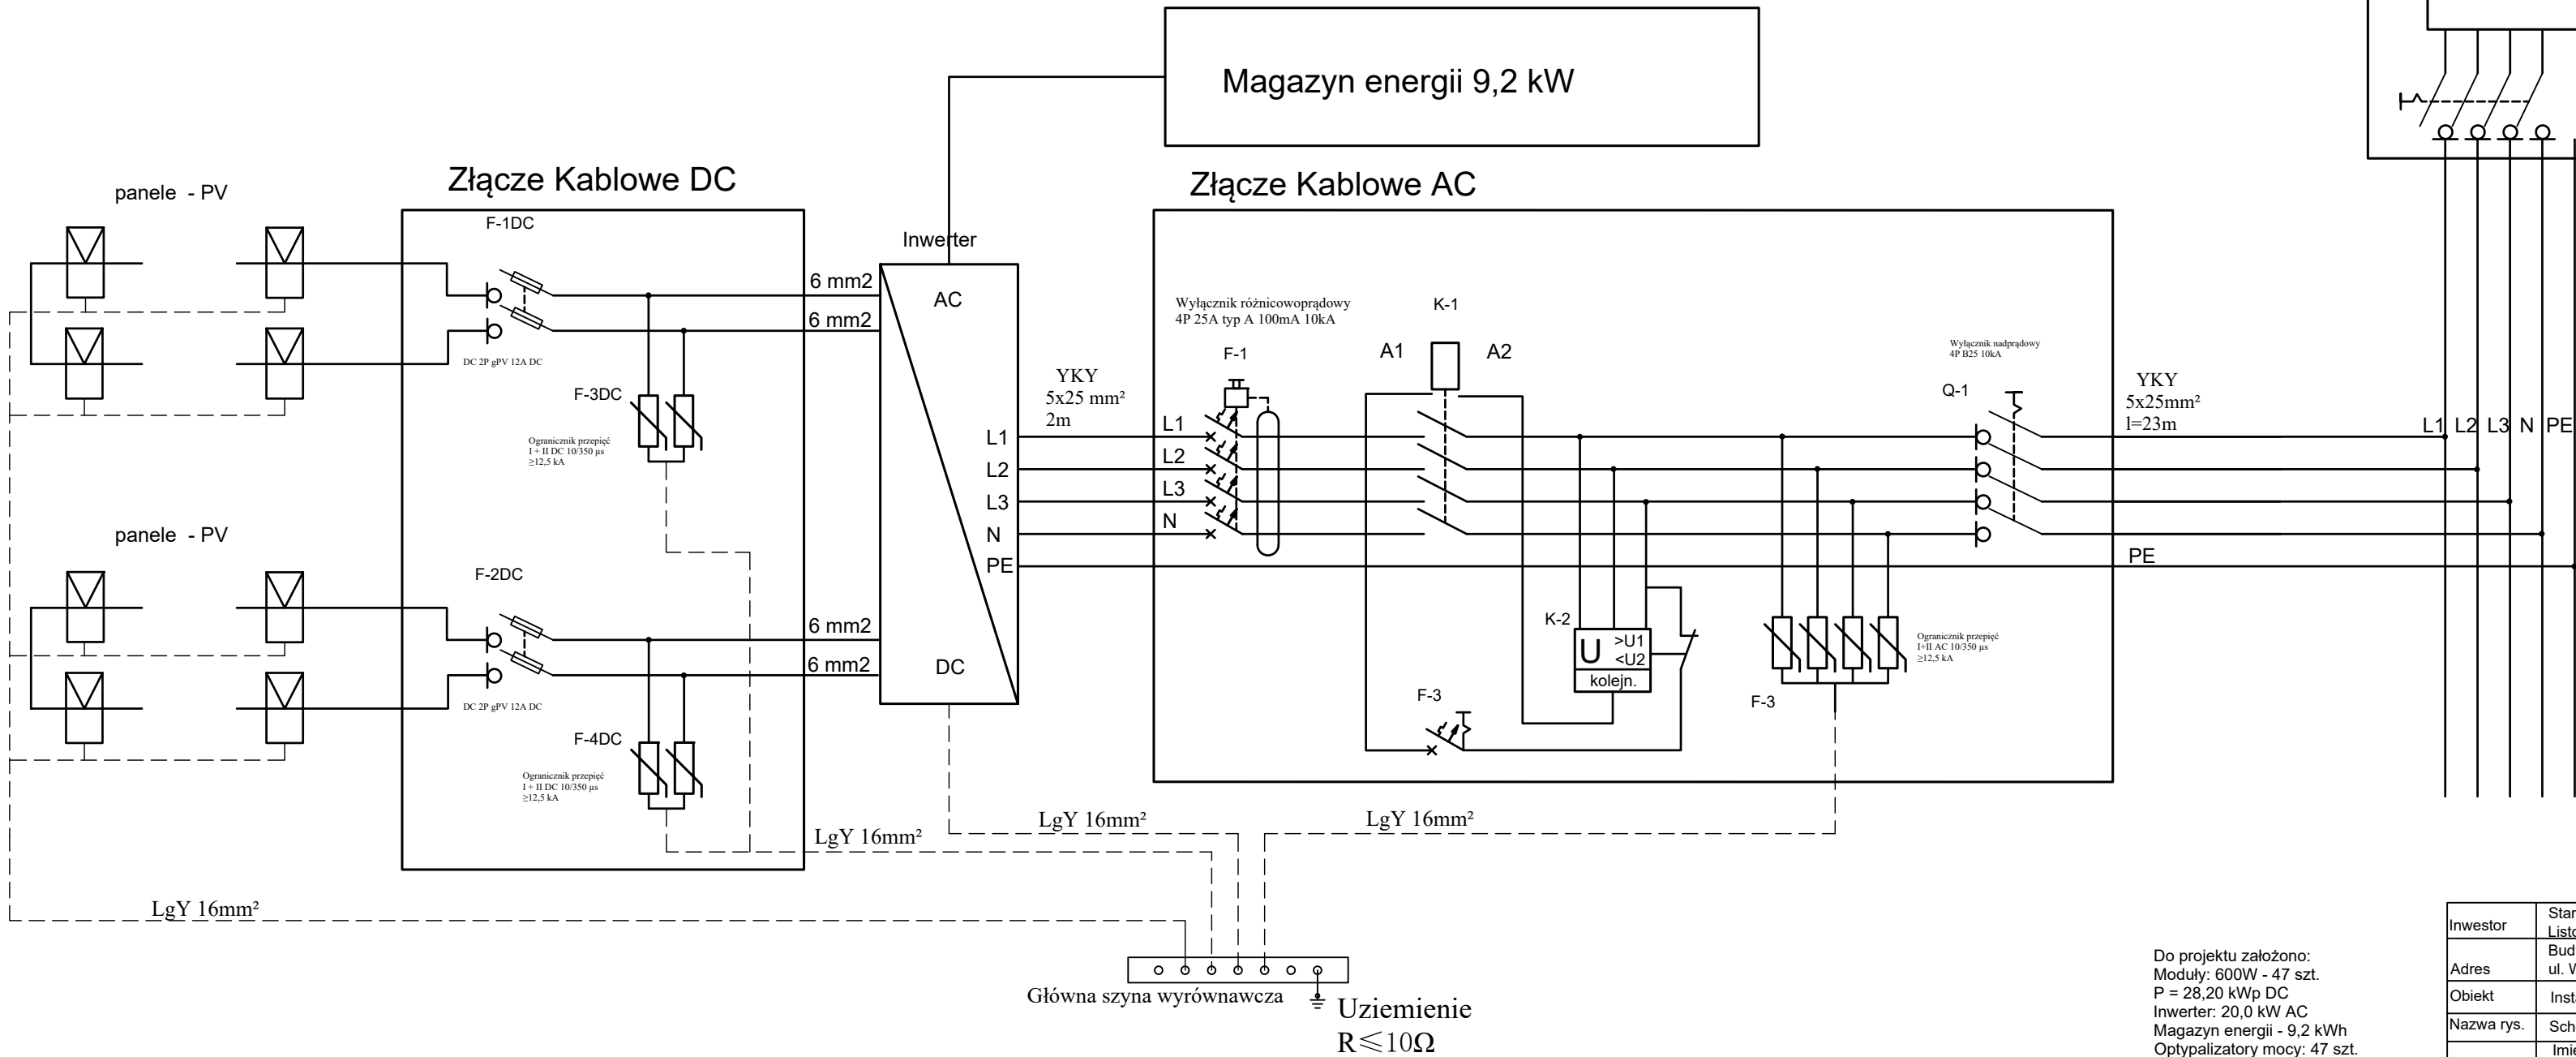 Magazyn energii 9,2 kW
Złącze Kablowe DC
Złącze Kablowe AC
panele - PV
F-1DC
DC 2P gPV 12A DC
F-3DC
Ogranicznik przepięć
I + II DC 10/350 µs
≥12,5 kA
6 mm2
6 mm2
panele - PV
F-2DC
DC 2P gPV 12A DC
F-4DC
Ogranicznik przepięć
I + II DC 10/350 µs
≥12,5 kA
6 mm2
6 mm2
Inwerter
AC
DC
L1
L2
L3
N
PE
YKY
5x25 mm²
2m
L1
L2
L3
N
Wyłącznik różnicowoprądowy
4P 25A typ A 100mA 10kA
F-1
K-1
A1
A2
K-2
U
>U1
<U2
kolejn.
F-3
F-3
Ogranicznik przepięć
I+II AC 10/350 µs
≥12,5 kA
Wyłącznik nadprądowy
4P B25 10kA
Q-1
YKY
5x25mm²
l=23m
PE
L1 L2 L3 N PE
LgY 16mm²
LgY 16mm²
LgY 16mm²
LgY 16mm²
Główna szyna wyrównawcza
Uziemienie
R≤10Ω
Do projektu założono:
Moduły: 600W - 47 szt.
P = 28,20 kWp DC
Inwerter: 20,0 kW AC
Magazyn energii - 9,2 kWh
Optypalizatory mocy: 47 szt.
Inwestor
Adres
ul. W
Obiekt
Nazwa rys.